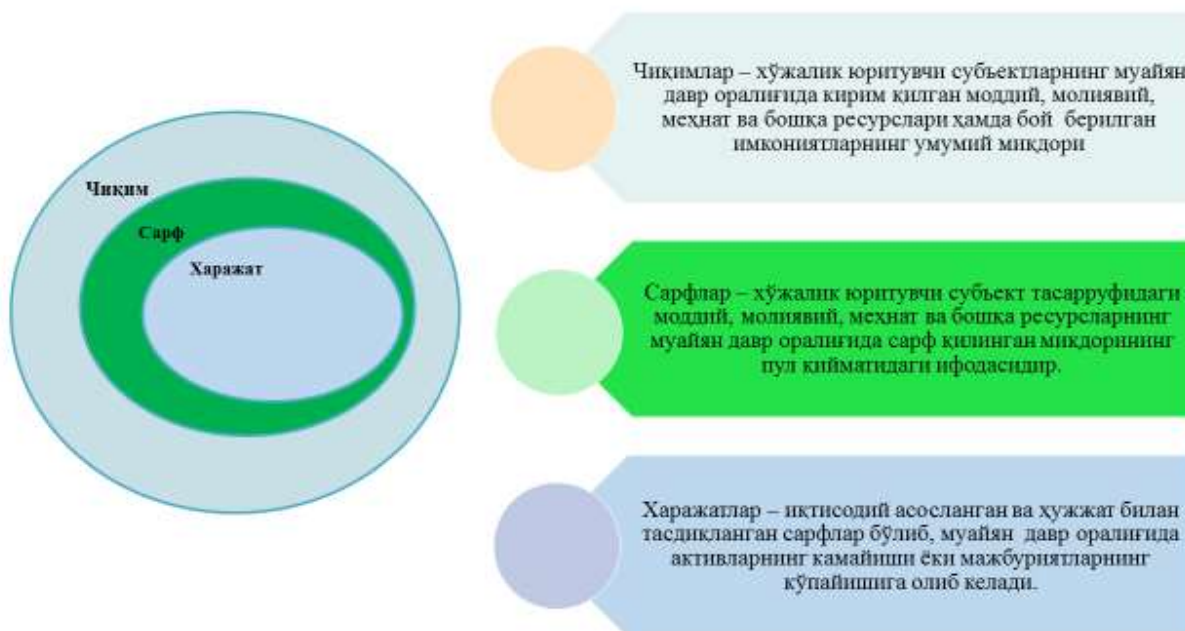 Чиқим
Сарф
Харажат
Чиқимлар – хўжалик юритувчи субъектларнинг муайян
давр оралиғида кирим қилган моддий, молиявий,
меҳнат ва бошқа ресурслари ҳамда бой берилган
имкониятларнинг умумий миқдори
Сарфлар – хўжалик юритувчи субъект тасарруфидаги
моддий, молиявий, меҳнат ва бошқа ресурсларнинг
муайян давр оралиғида сарф қилинган миқдорининг
пул қийматидаги ифодасидир.
Харажатлар – иқтисодий асосланган ва ҳужжат билан
тасдиқланган сарфлар бўлиб, муайян давр оралиғида
активларнинг камайиши ёки мажбуриятларнинг
кўпайишига олиб келади.